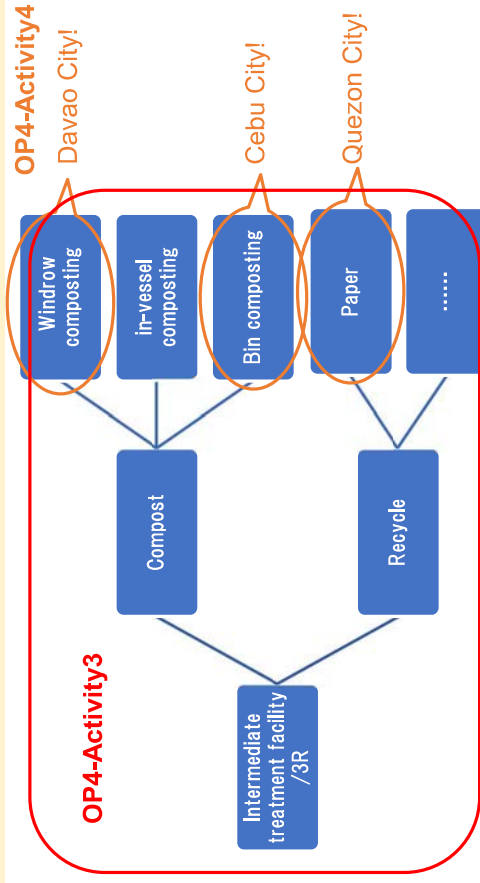 OP4-Activity4
OP4-Activity3
Intermediate
treatment facility
/3R
Compost
Recycle
Windrow
composting
Davao City!
in-vessel
composting
Bin composting
Cebu City!
Paper
Quezon City!
......